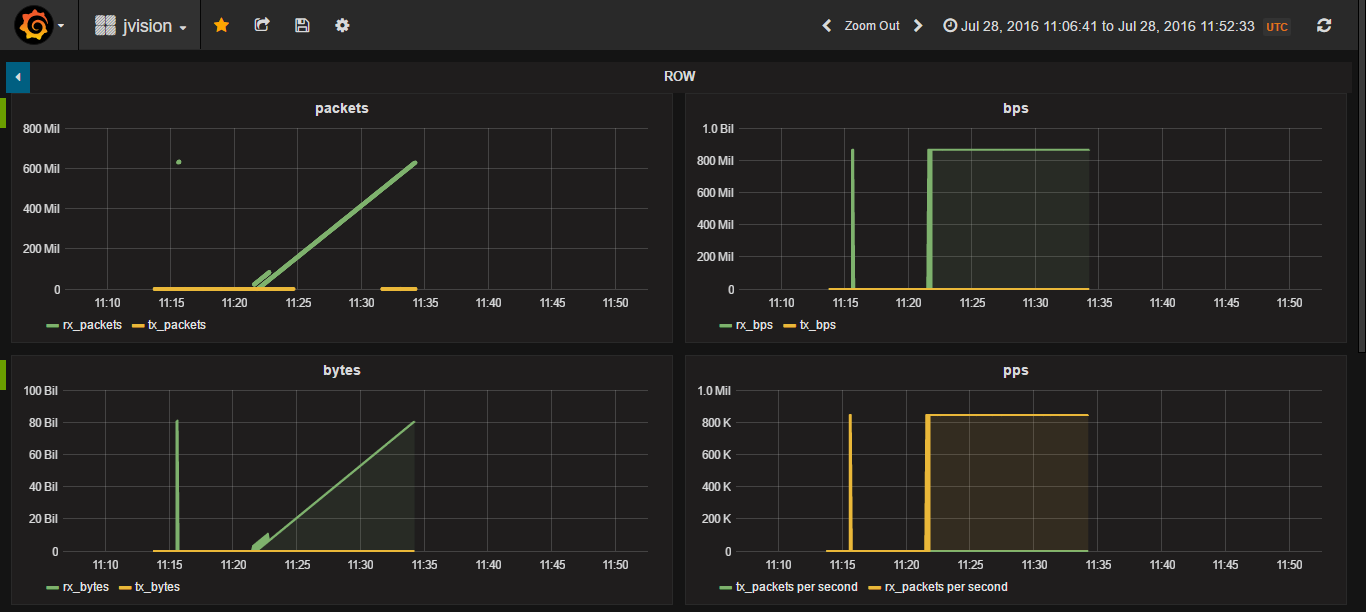 jvision
Zoom Out
Jul 28, 2016 11:06:41 to Jul 28, 2016 11:52:33 UTC
ROW
packets
800 Mil
600 Mil
400 Mil
200 Mil
0
11:10 11:15 11:20 11:25 11:30 11:35 11:40 11:45 11:50
rx_packets tx_packets
bps
1.0 Bil
800 Mil
600 Mil
400 Mil
200 Mil
0
11:10 11:15 11:20 11:25 11:30 11:35 11:40 11:45 11:50
rx_bps tx_bps
bytes
100 Bil
80 Bil
60 Bil
40 Bil
20 Bil
0
11:10 11:15 11:20 11:25 11:30 11:35 11:40 11:45 11:50
rx_bytes tx_bytes
pps
1.0 Mil
800 K
600 K
400 K
200 K
0
11:10 11:15 11:20 11:25 11:30 11:35 11:40 11:45 11:50
tx_packets per second rx_packets per second